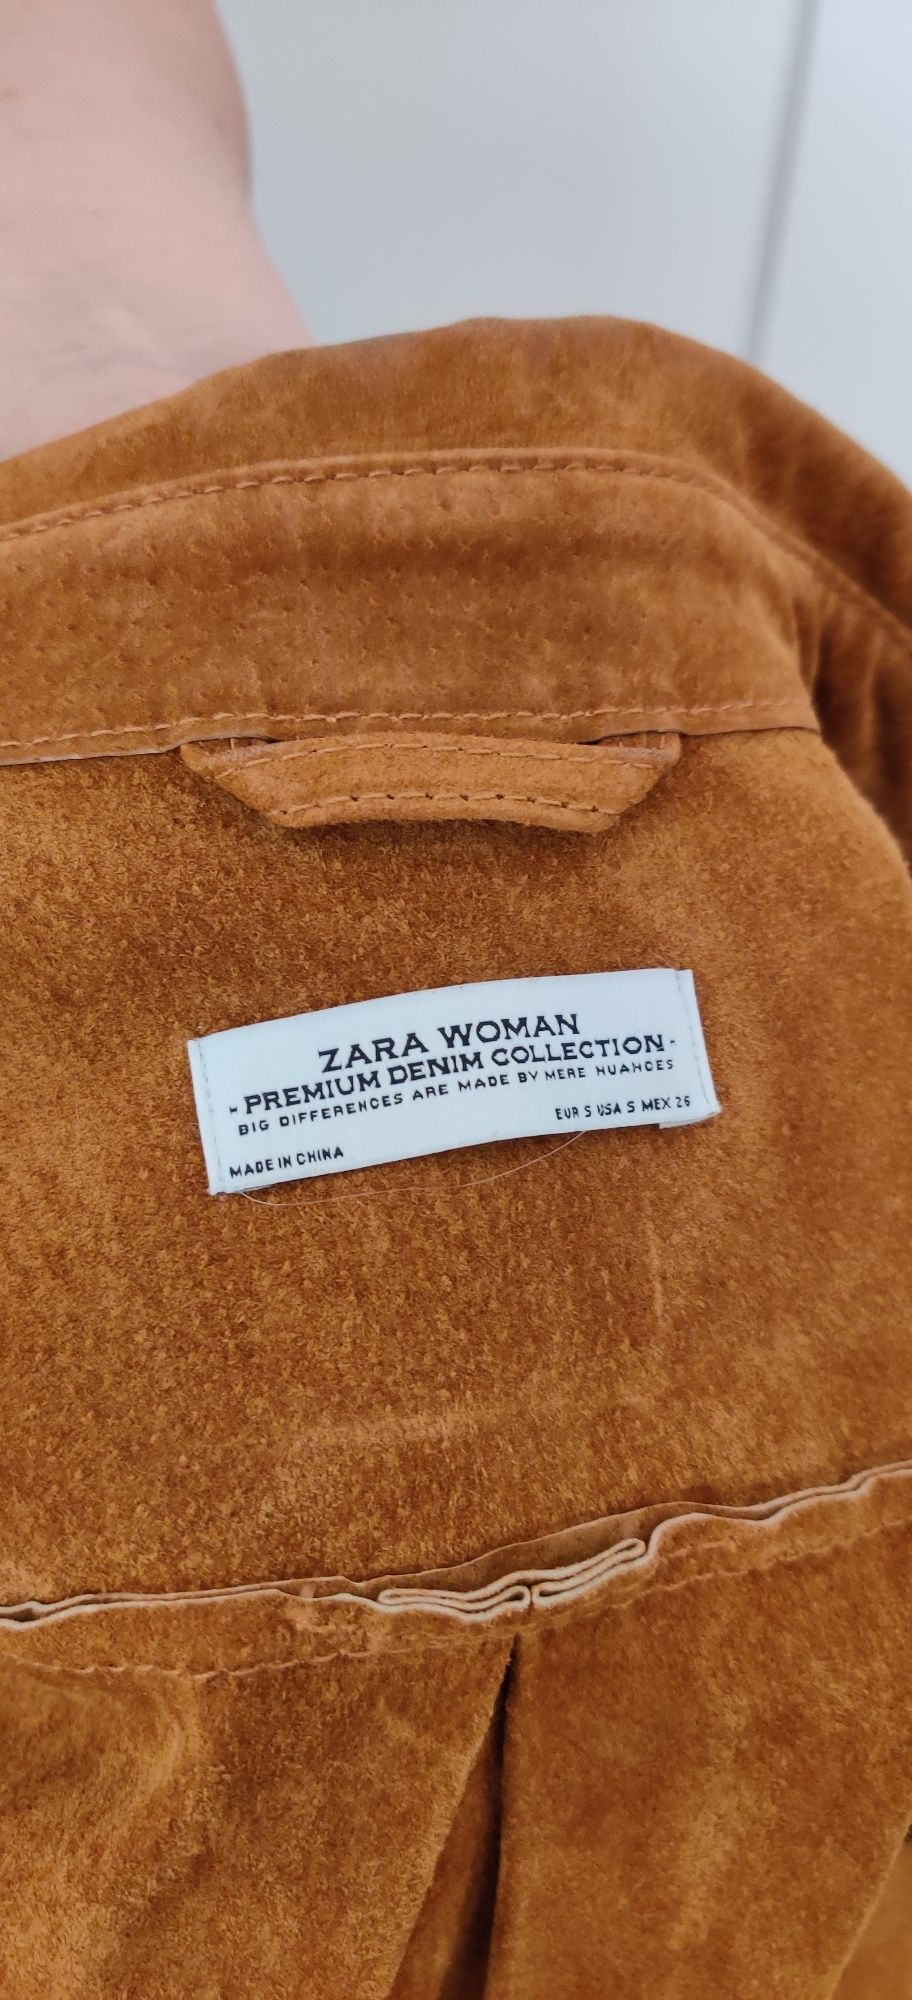 ZARA WOMAN
- PREMIUM DENIM COLLECTION -
BIG DIFFERENCES ARE MADE BY MERE NUANCES
EUR S USA S MEX 26
MADE IN CHINA